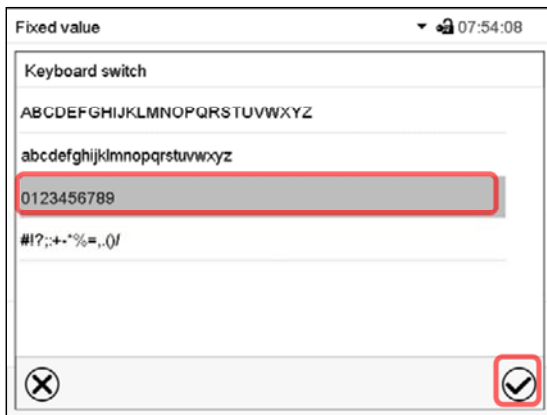 Fixed value 07:54:08
Keyboard switch
ABCDEFGHIJKLMNOPQRSTUVWXYZ
abcdefghijklmnopqrstuvwxyz
0123456789
#!?;:+-*%=,.()/